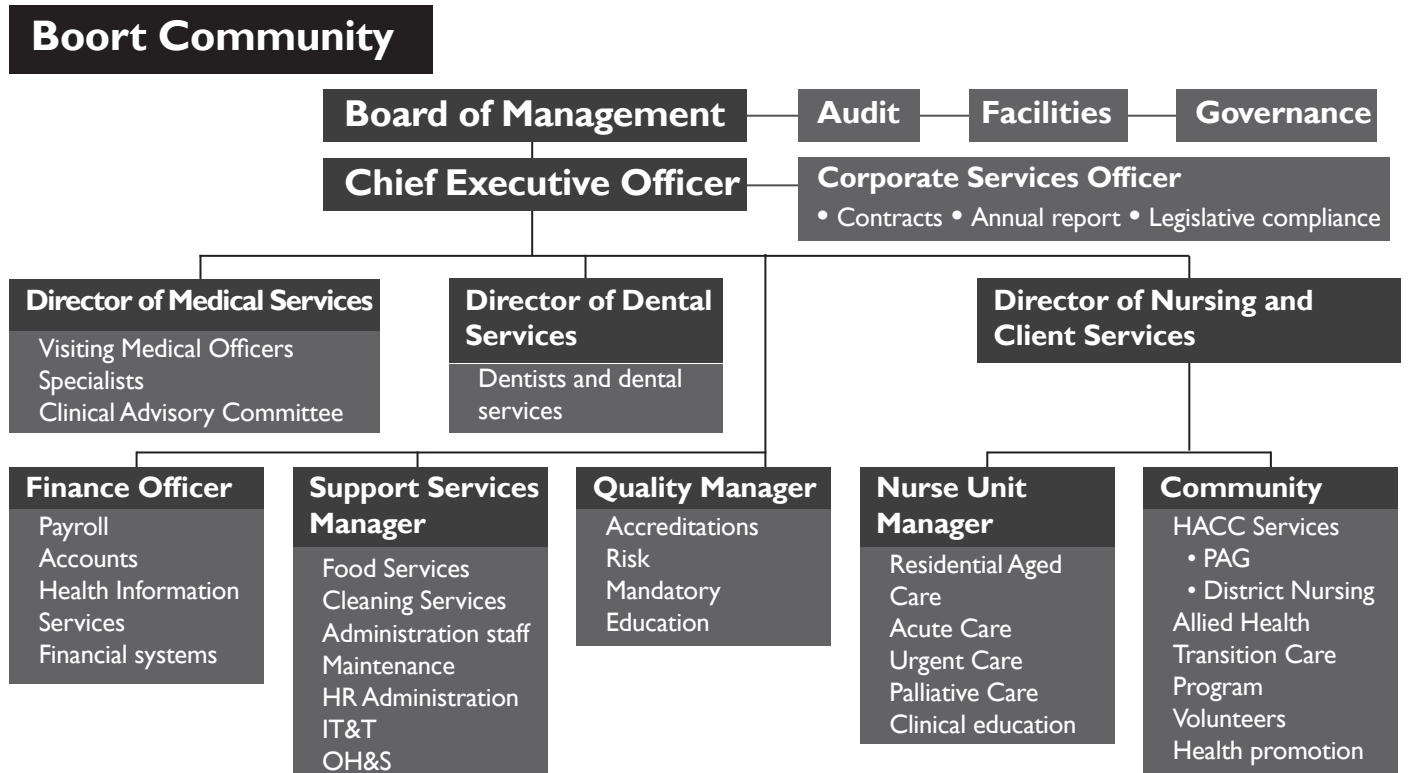 Boort Community
Board of Management
Audit
Facilities
Governance
Chief Executive Officer
Corporate Services Officer
• Contracts • Annual report • Legislative compliance
Director of Medical Services
Visiting Medical Officers
Specialists
Clinical Advisory Committee
Director of Dental
Services
Dentists and dental
services
Director of Nursing and
Client Services
Finance Officer
Payroll
Accounts
Health Information
Services
Financial systems
Support Services
Manager
Food Services
Cleaning Services
Administration staff
Maintenance
HR Administration
IT&T
OH&S
Quality Manager
Accreditations
Risk
Mandatory
Education
Nurse Unit
Manager
Residential Aged
Care
Acute Care
Urgent Care
Palliative Care
Clinical education
Community
HACC Services
• PAG
• District Nursing
Allied Health
Transition Care
Program
Volunteers
Health promotion